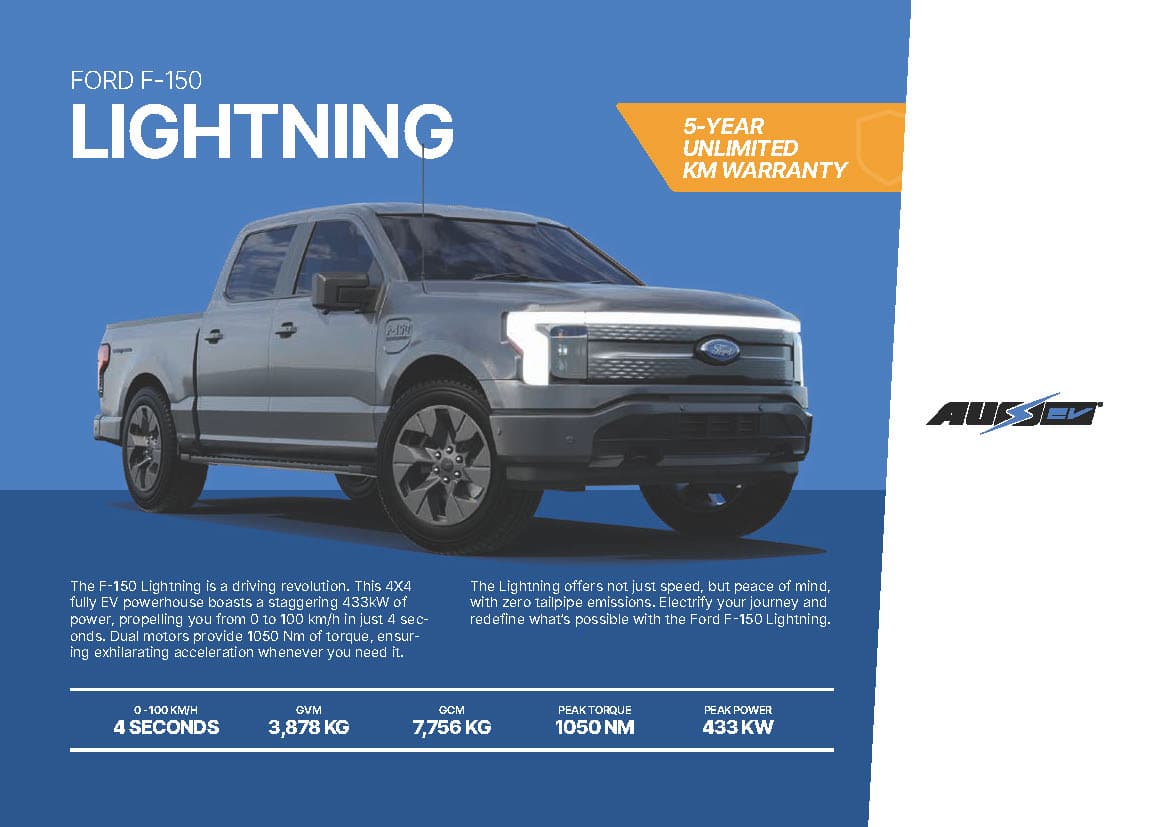 FORD F-150
LIGHTNING
5-YEAR
UNLIMITED
KM WARRANTY
F-150
Ford
AUSEV
The F-150 Lightning is a driving revolution. This 4X4
fully EV powerhouse boasts a staggering 433kW of
power, propelling you from 0 to 100 km/h in just 4 sec-
onds. Dual motors provide 1050 Nm of torque, ensur-
ing exhilarating acceleration whenever you need it.
The Lightning offers not just speed, but peace of mind,
with zero tailpipe emissions. Electrify your journey and
redefine what's possible with the Ford F-150 Lightning.
0 -100 KM/H
4 SECONDS
GVM
3,878 KG
GCM
7,756 KG
PEAK TORQUE
1050 NM
PEAK POWER
433 KW